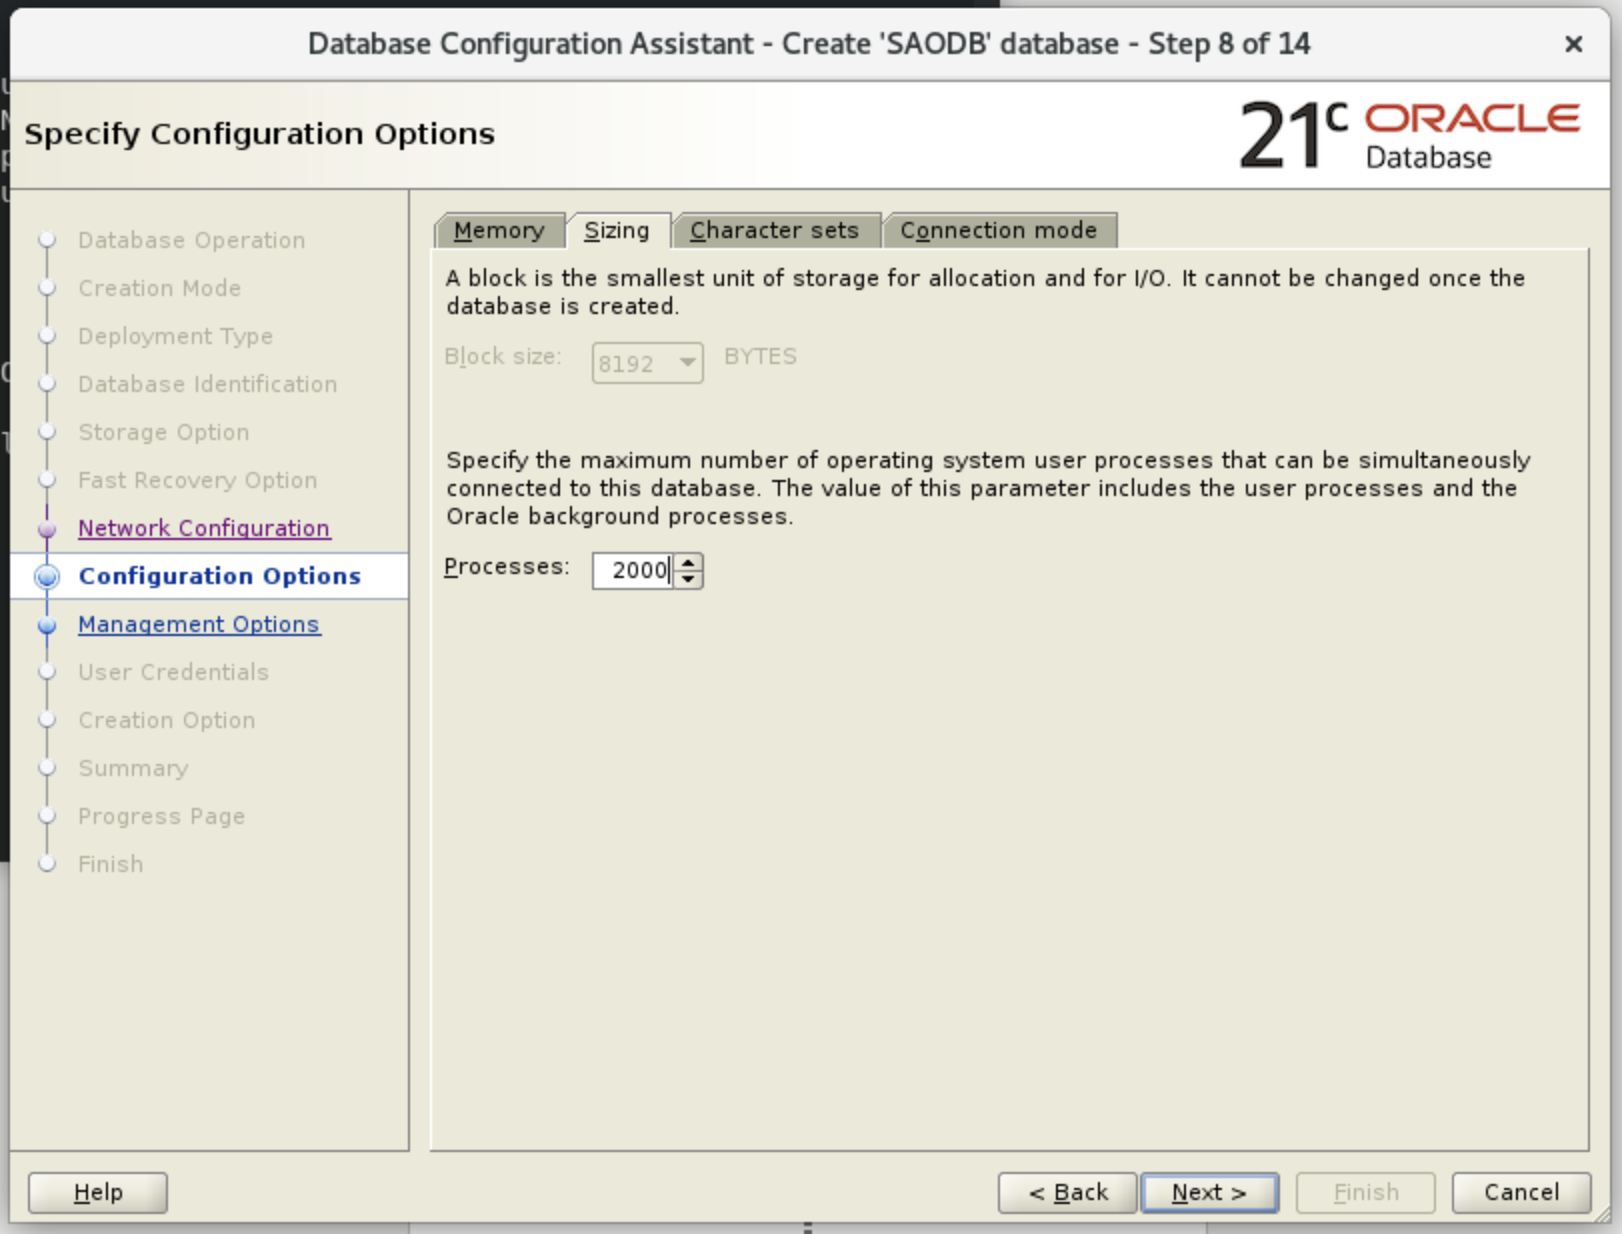 Database Configuration Assistant - Create 'SAODB' database - Step 8 of 14
Specify Configuration Options
21c ORACLE
Database
Database Operation
Creation Mode
Deployment Type
Database Identification
Storage Option
Fast Recovery Option
Network Configuration
Configuration Options
Management Options
User Credentials
Creation Option
Summary
Progress Page
Finish
Memory Sizing Character sets Connection mode
A block is the smallest unit of storage for allocation and for I/O. It cannot be changed once the
database is created.
Block size: 8192 BYTES
Specify the maximum number of operating system user processes that can be simultaneously
connected to this database. The value of this parameter includes the user processes and the
Oracle background processes.
Processes: 2000
Help < Back Next > Finish Cancel